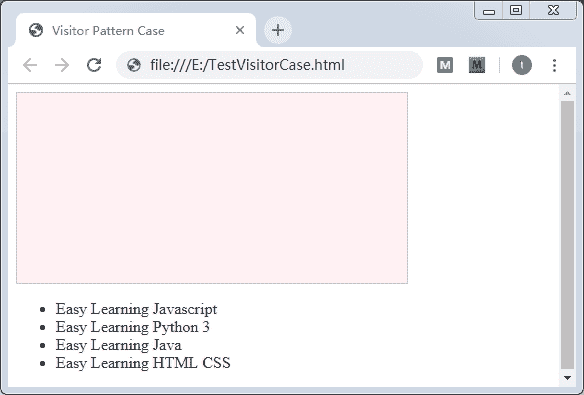 Visitor Pattern Case
file:///E:/TestVisitorCase.html
M
M
t
Easy Learning Javascript
Easy Learning Python 3
Easy Learning Java
Easy Learning HTML CSS